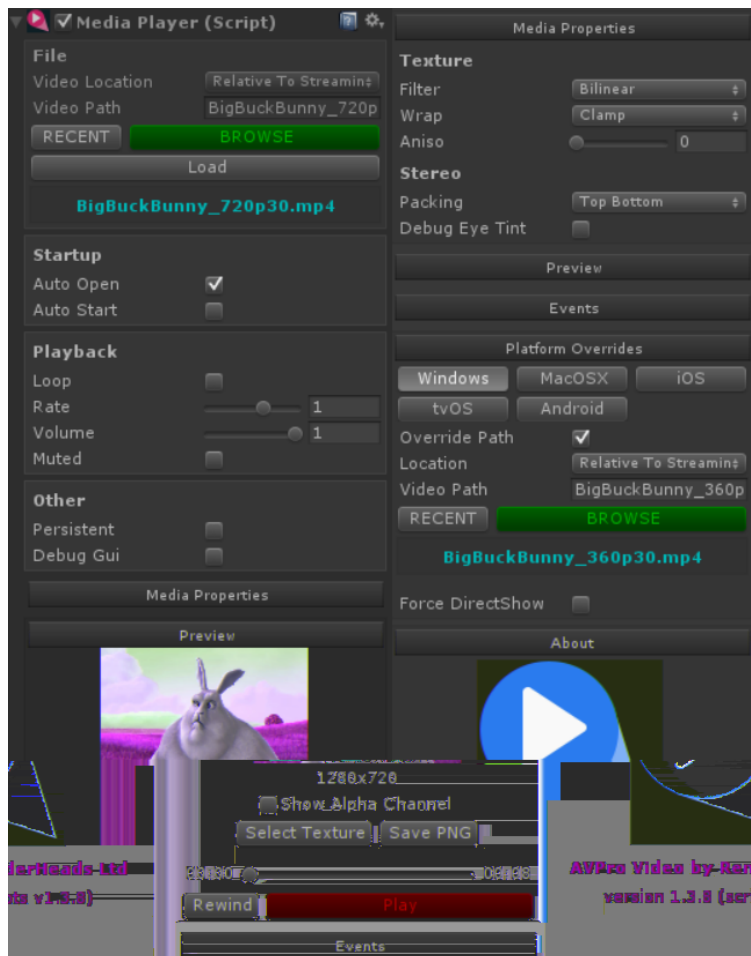 Media Player (Script)
File
Video Location
Relative To Streamin
Video Path
BigBuckBunny_720p
RECENT
BROWSE
Load
BigBuckBunny_720p30.mp4
Startup
Auto Open
Auto Start
Playback
Loop
Rate
1
Volume
1
Muted
Other
Persistent
Debug Gui
Media Properties
Preview
Media Properties
Texture
Filter
Bilinear
Wrap
Clamp
Aniso
0
Stereo
Packing
Top Bottom
Debug Eye Tint
Preview
Events
Platform Overrides
Windows
MacOSX
iOS
tvOS
Android
Override Path
Location
Relative To Streamin
Video Path
BigBuckBunny_360p
RECENT
BROWSE
BigBuckBunny_360p30.mp4
Force DirectShow
About
1280x720
Show Alpha Channel
Select Texture
Save PNG
Rewind
Play
Events
AVPro Video by
version